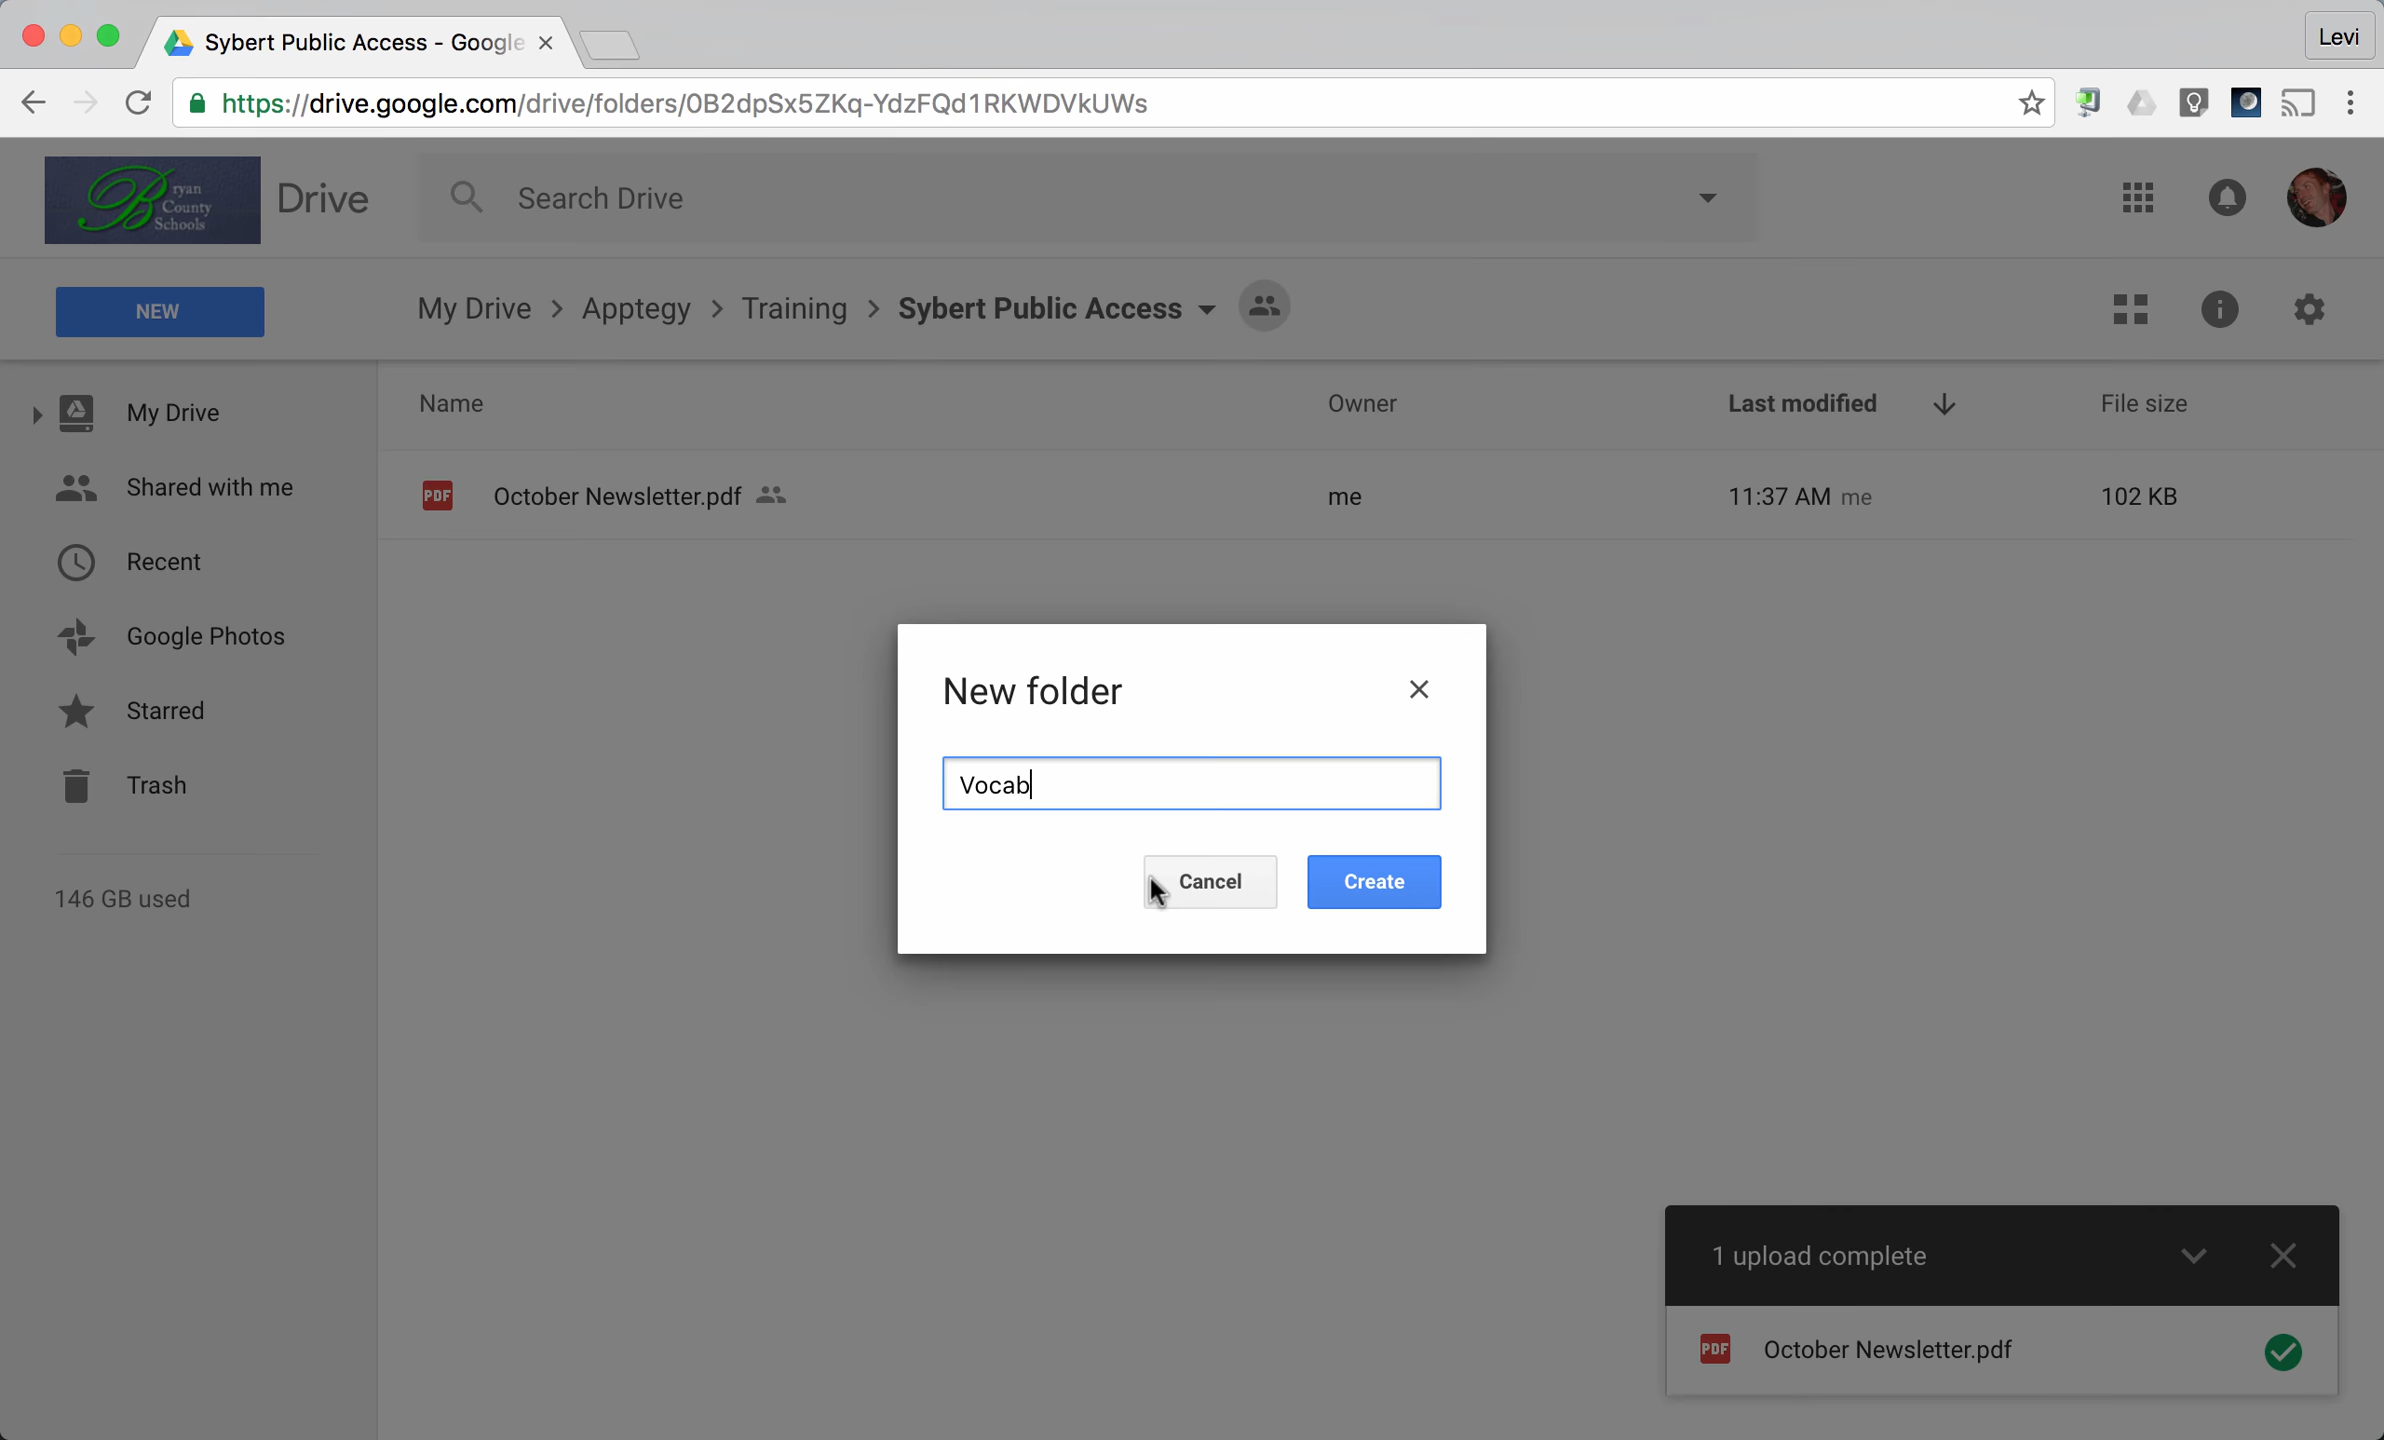 Sybert Public Access - Google
Levi
https://drive.google.com/drive/folders/0B2dpSx5ZKq-YdzFQd1RKWDVkUWs
Bryan
County
Schools
Drive
Search Drive
NEW
My Drive > Apptegy > Training > Sybert Public Access
My Drive
Shared with me
Recent
Google Photos
Starred
Trash
146 GB used
Name Owner Last modified File size
PDF October Newsletter.pdf me 11:37 AM me 102 KB
New folder
Vocab
Cancel Create
1 upload complete
PDF October Newsletter.pdf